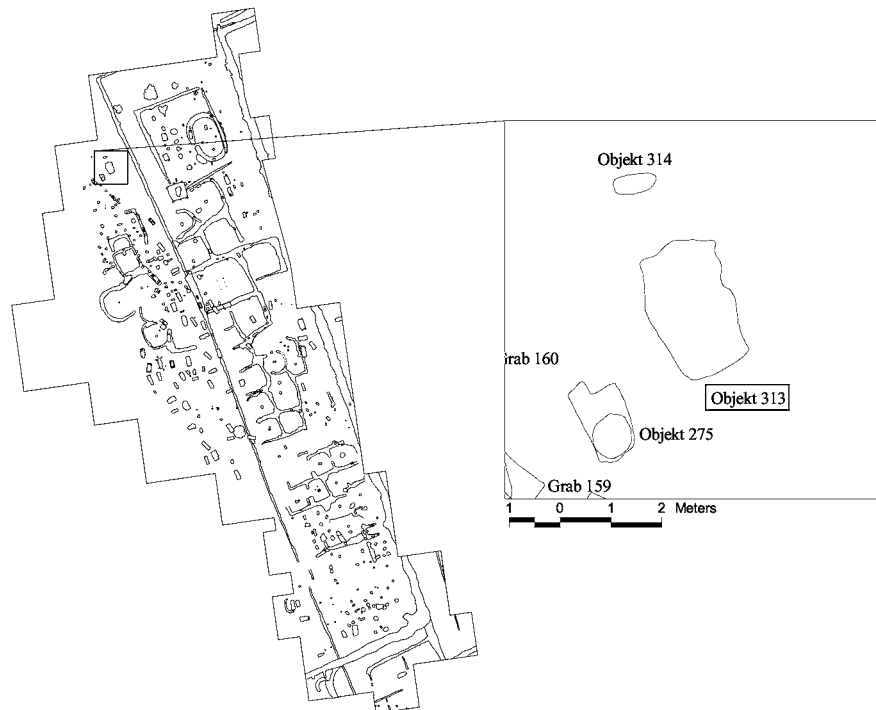 Objekt 314
Grab 160
Objekt 313
Objekt 275
Grab 159
1 0 1 2 Meters